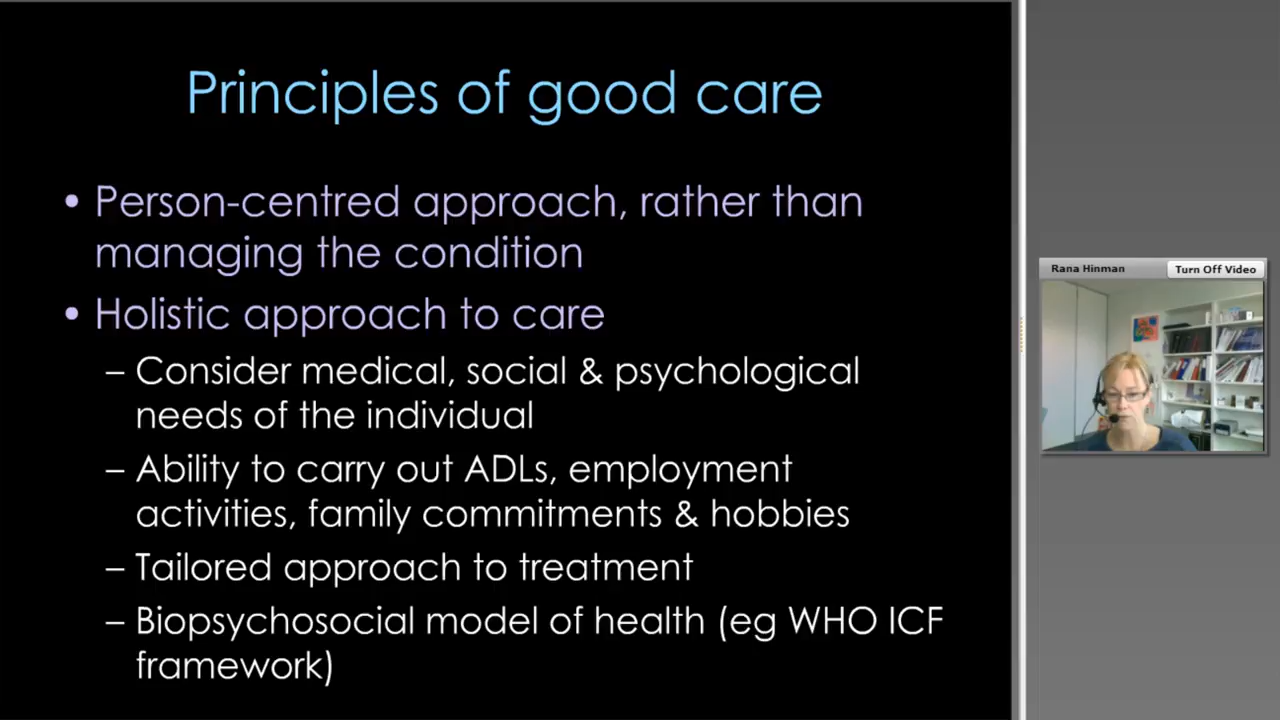 Principles of good care
• Person-centred approach, rather than
managing the condition
• Holistic approach to care
– Consider medical, social & psychological
needs of the individual
– Ability to carry out ADLs, employment
activities, family commitments & hobbies
– Tailored approach to treatment
– Biopsychosocial model of health (eg WHO ICF
framework)
Rana Hinman
Turn Off Video